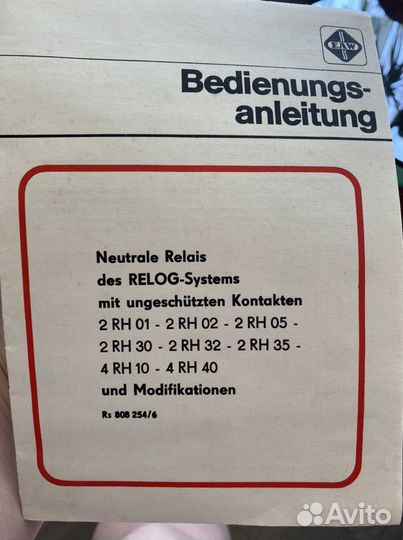 EAW
Bedienungs-
anleitung
Neutrale Relais
des RELOG-Systems
mit ungeschützten Kontakten
2 RH 01 - 2 RH 02 - 2 RH 05 -
2 RH 30 - 2 RH 32 - 2 RH 35 -
4 RH 10 - 4 RH 40
und Modifikationen
Rs 808 254/6
Avito